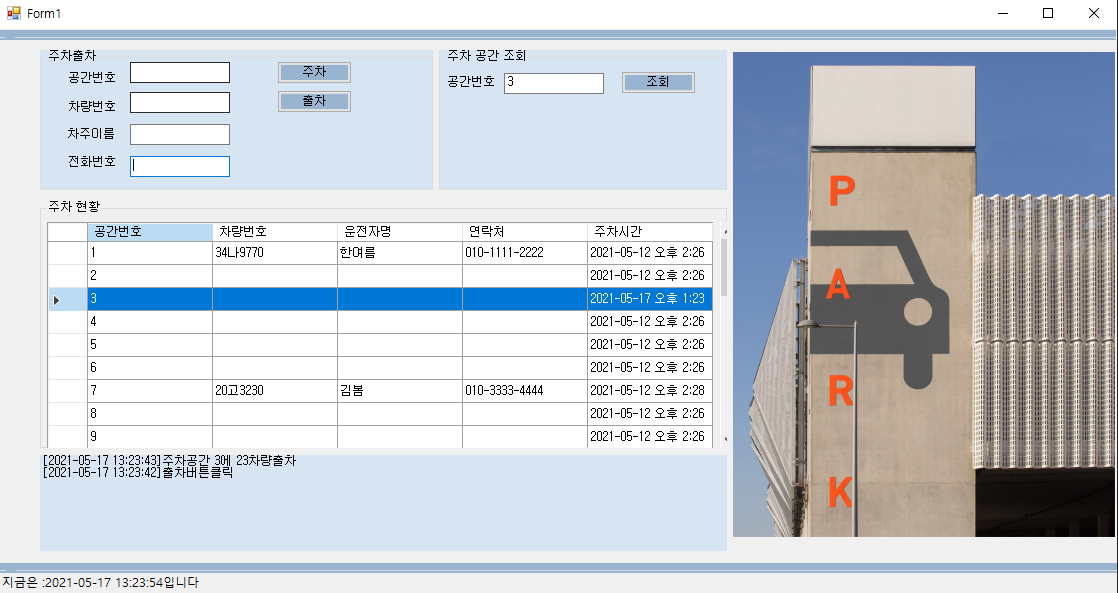 Form1
주차출차
공간번호
주차
차량번호
출차
차주이름
전화번호
주차 공간 조회
공간번호 3 조회
주차 현황
공간번호 차량번호 운전자명 연락처 주차시간
1 34나9770 한여름 010-1111-2222 2021-05-12 오후 2:26
2 2021-05-12 오후 2:26
3 2021-05-17 오후 1:23
4 2021-05-12 오후 2:26
5 2021-05-12 오후 2:26
6 2021-05-12 오후 2:26
7 20고3230 김봄 010-3333-4444 2021-05-12 오후 2:28
8 2021-05-12 오후 2:26
9 2021-05-12 오후 2:26
[2021-05-17 13:23:43]주차공간 3에 23차량출차
[2021-05-17 13:23:42]출차버튼클릭
P
A
R
K
지금은 :2021-05-17 13:23:54입니다